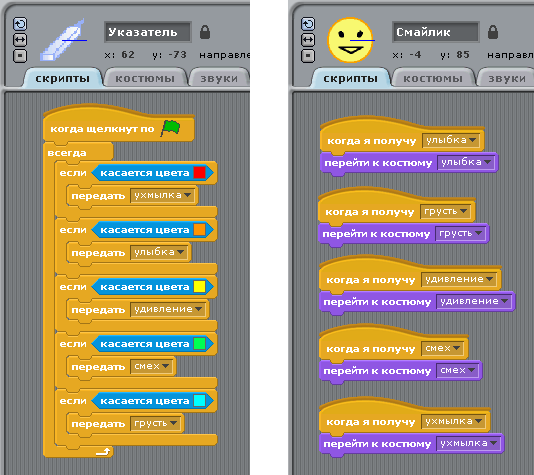 Указатель
x: 62 y: -73 направле
скрипты костюмы звуки
когда щелкнут по
всегда
если касается цвета
передать ухмылка
если касается цвета
передать улыбка
если касается цвета
передать удивление
если касается цвета
передать смех
если касается цвета
передать грусть
Смайлик
x: -4 y: 85 направл
скрипты костюмы звуки
когда я получу улыбка
перейти к костюму улыбка
когда я получу грусть
перейти к костюму грусть
когда я получу удивление
перейти к костюму удивление
когда я получу смех
перейти к костюму смех
когда я получу ухмылка
перейти к костюму ухмылка